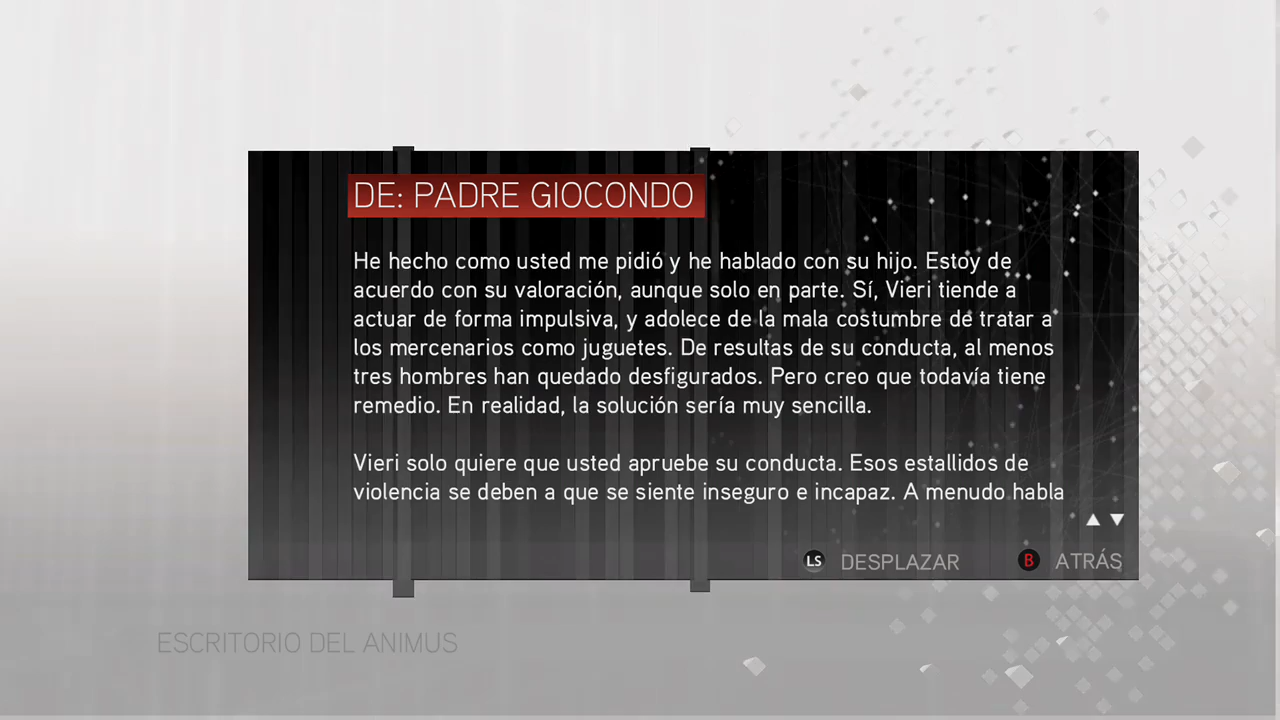 DE: PADRE GIOCONDO
He hecho como usted me pidió y he hablado con su hijo. Estoy de
acuerdo con su valoración, aunque solo en parte. Sí, Vieri tiende a
actuar de forma impulsiva, y adolece de la mala costumbre de tratar a
los mercenarios como juguetes. De resultas de su conducta, al menos
tres hombres han quedado desfigurados. Pero creo que todavía tiene
remedio. En realidad, la solución sería muy sencilla.
Vieri solo quiere que usted apruebe su conducta. Esos estallidos de
violencia se deben a que se siente inseguro e incapaz. A menudo habla
LS DESPLAZAR B ATRÁS
ESCRITORIO DEL ANIMUS